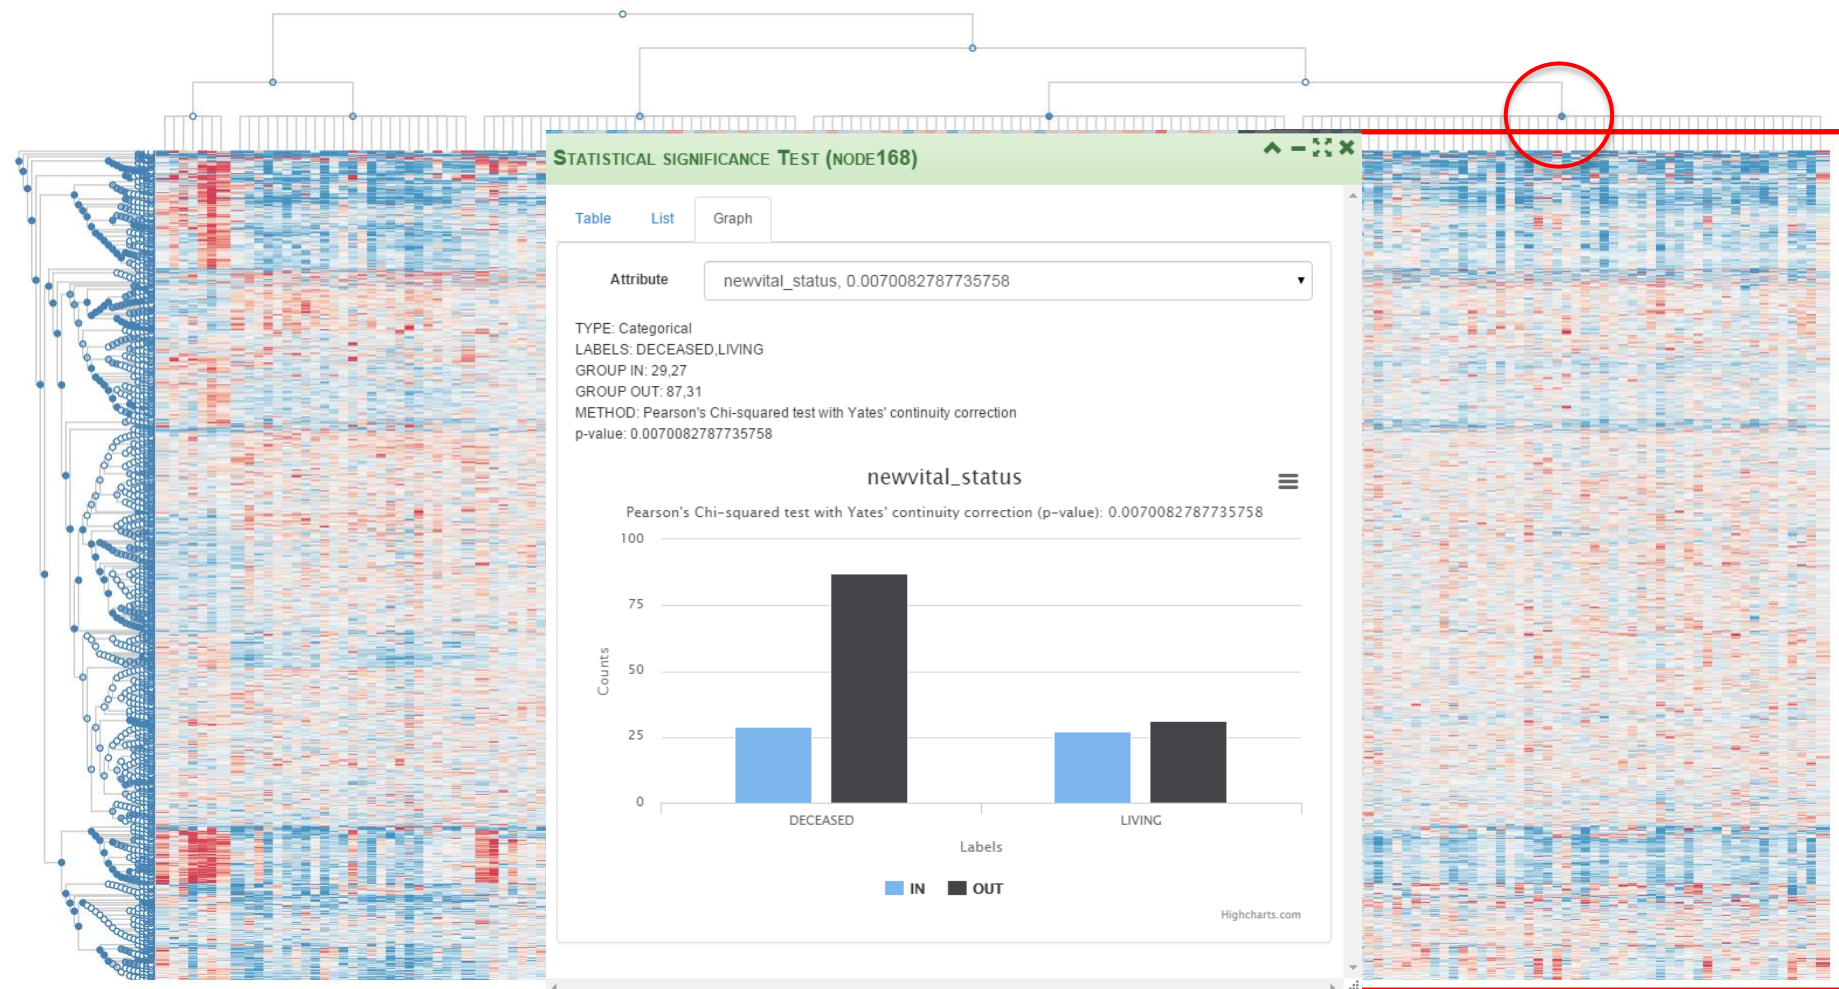 STATISTICAL SIGNIFICANCE TEST (NODE168)
Table List Graph
Attribute newvital_status, 0.0070082787735758
TYPE: Categorical
LABELS: DECEASED,LIVING
GROUP IN: 29,27
GROUP OUT: 87,31
METHOD: Pearson's Chi-squared test with Yates' continuity correction
p-value: 0.0070082787735758
newvital_status
Pearson's Chi-squared test with Yates' continuity correction (p-value): 0.0070082787735758
100
75
50
25
0
Counts
DECEASED LIVING
Labels
IN OUT
Highcharts.com